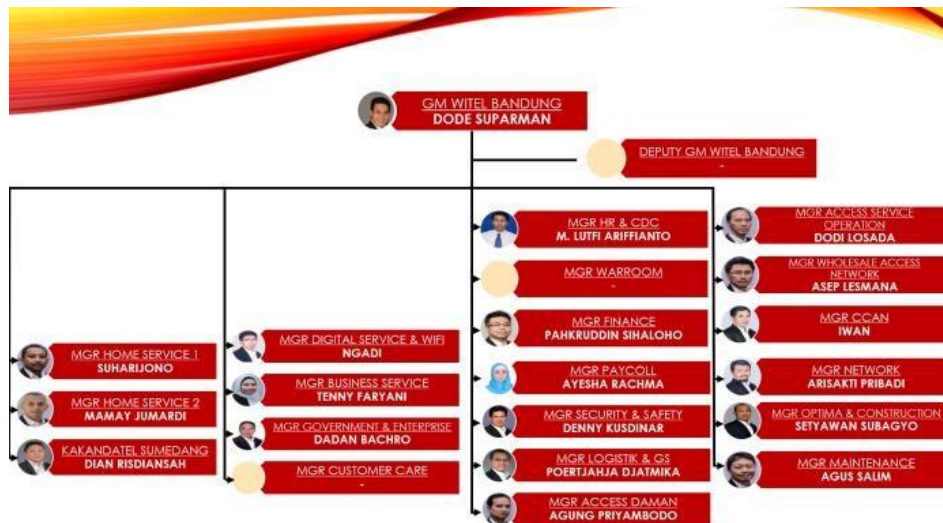 GM WITEL BANDUNG
DODE SUPARMAN
DEPUTY GM WITEL BANDUNG
-
MGR HOME SERVICE 1
SUHARIJONO
MGR HOME SERVICE 2
MAMAY JUMARDI
KAKANDATEL SUMEDANG
DIAN RISDIANSAH
MGR DIGITAL SERVICE & WIFI
NGADI
MGR BUSINESS SERVICE
TENNY FARYANI
MGR GOVERNMENT & ENTERPRISE
DADAN BACHRO
MGR CUSTOMER CARE
-
MGR HR & CDC
M. LUTFI ARIFFIANTO
MGR WARROOM
-
MGR FINANCE
PAHKRUDDIN SIHALOHO
MGR PAYCOLL
AYESHA RACHMA
MGR SECURITY & SAFETY
DENNY KUSDINAR
MGR LOGISTIK & GS
POERTJAHJA DJATMIKA
MGR ACCESS DAMAN
AGUNG PRIYAMBODO
MGR ACCESS SERVICE
OPERATION
DODI LOSADA
MGR WHOLESALE ACCESS
NETWORK
ASEP LESMANA
MGR CCAN
IWAN
MGR NETWORK
ARISAKTI PRIBADI
MGR OPTIMA & CONSTRUCTION
SETYAWAN SUBAGYO
MGR MAINTENANCE
AGUS SALIM